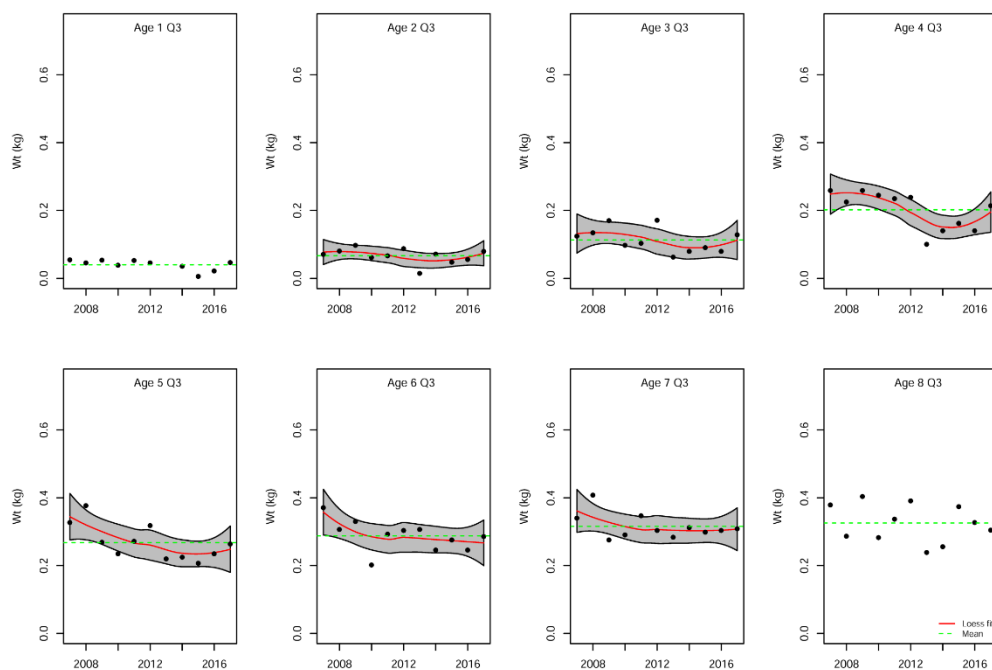 Age 1 Q3
Wt (kg)
0.0 0.2 0.4 0.6
2008 2012 2016
Age 2 Q3
Wt (kg)
0.0 0.2 0.4 0.6
2008 2012 2016
Age 3 Q3
Wt (kg)
0.0 0.2 0.4 0.6
2008 2012 2016
Age 4 Q3
Wt (kg)
0.0 0.2 0.4 0.6
2008 2012 2016
Age 5 Q3
Wt (kg)
0.0 0.2 0.4 0.6
2008 2012 2016
Age 6 Q3
Wt (kg)
0.0 0.2 0.4 0.6
2008 2012 2016
Age 7 Q3
Wt (kg)
0.0 0.2 0.4 0.6
2008 2012 2016
Age 8 Q3
Wt (kg)
0.0 0.2 0.4 0.6
2008 2012 2016
Loess fit
Mean